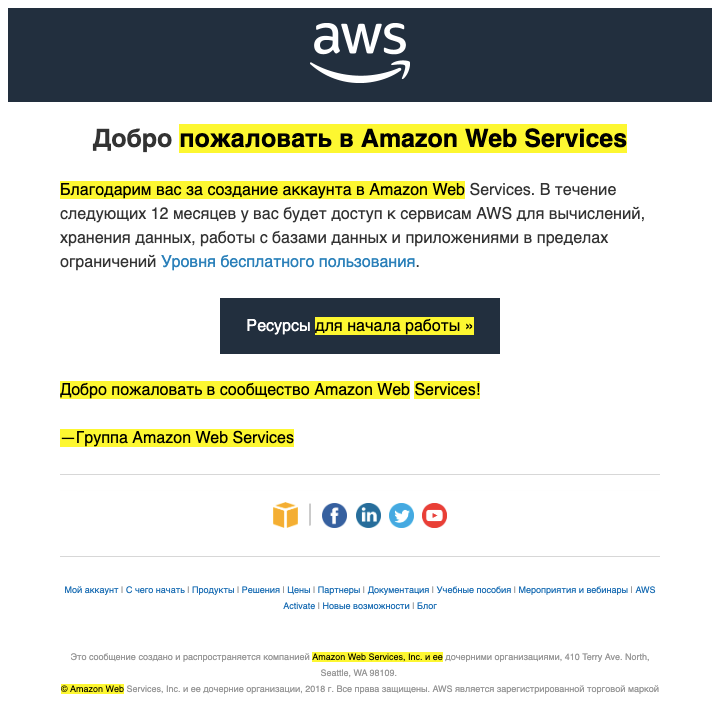 aws
Добро пожаловать в Amazon Web Services
Благодарим вас за создание аккаунта в Amazon Web Services. В течение
следующих 12 месяцев у вас будет доступ к сервисам AWS для вычислений,
хранения данных, работы с базами данных и приложениями в пределах
ограничений Уровня бесплатного пользования.
Ресурсы для начала работы »
Добро пожаловать в сообщество Amazon Web Services!
—Группа Amazon Web Services
Мой аккаунт | С чего начать | Продукты | Решения | Цены | Партнеры | Документация | Учебные пособия | Мероприятия и вебинары | AWS
Activate | Новые возможности | Блог
Это сообщение создано и распространяется компанией Amazon Web Services, Inc. и ее дочерними организациями, 410 Terry Ave. North,
Seattle, WA 98109.
© Amazon Web Services, Inc. и ее дочерние организации, 2018 г. Все права защищены. AWS является зарегистрированной торговой маркой